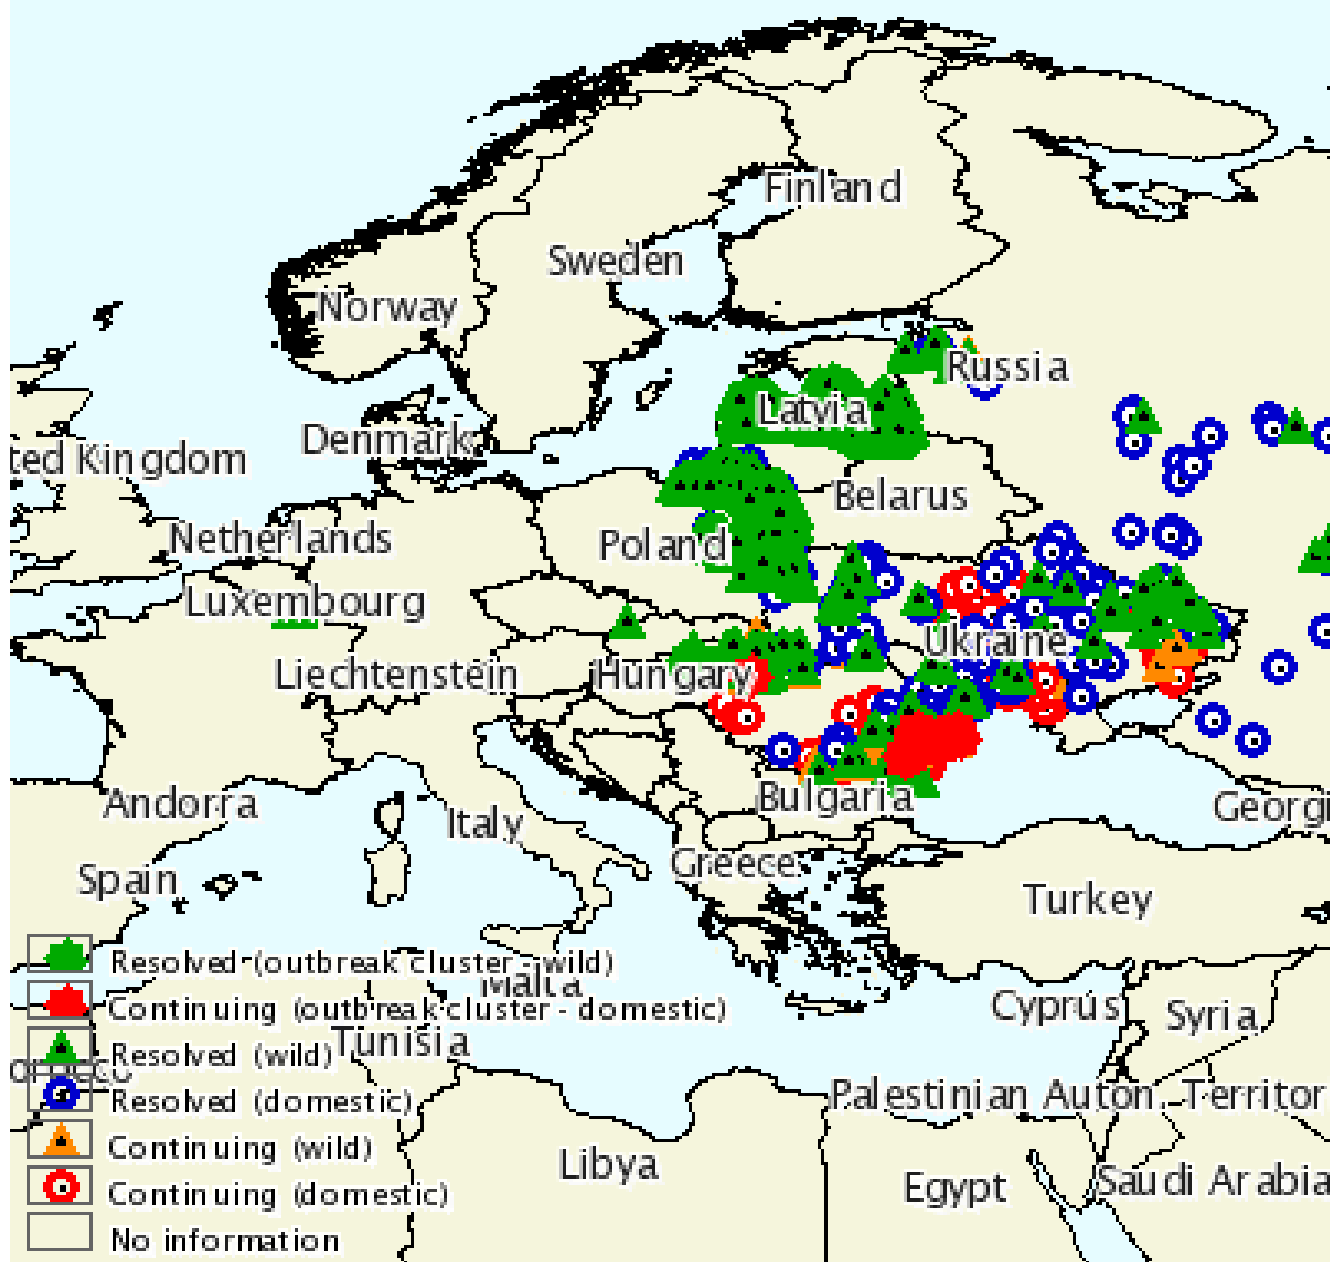 Finland
Sweden
Norway
Russia
Latvia
Denmark
ted Kingdom
Belarus
Netherlands
Poland
Luxembourg
Ukraine
Liechtenstein
Hungary
Bulgaria
Andorra
Georgi
Italy
Greece
Spain
Turkey
Resolved (outbreak cluster - wild)
Malta
Continuing (outbreak cluster - domestic)
Cyprus
Syria
Resolved (wild)
Tunisia
orocco
Resolved (domestic)
Palestinian Auton. Territor
Continuing (wild)
Libya
Egypt
Saudi Arabia
Continuing (domestic)
No information